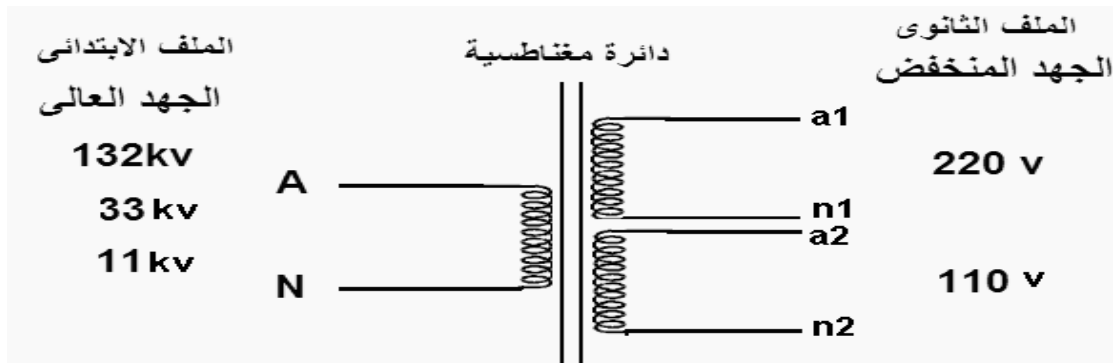 الملف الابتدائى
الجهد العالى
132kv
33kv
11kv
دائرة مغناطسية
A
N
الملف الثانوى
الجهد المنخفض
a1
220 v
n1
a2
110 v
n2